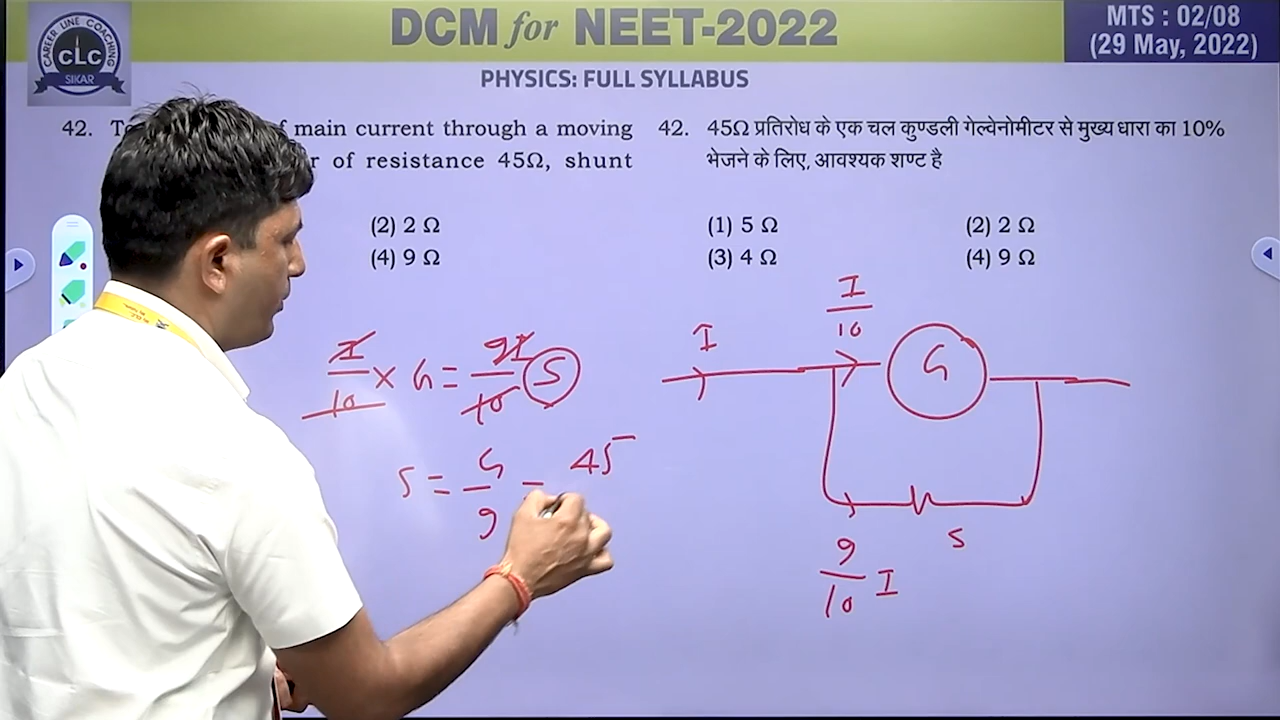 DCM for NEET-2022
MTS : 02/08
(29 May, 2022)
CAREER LINE COACHING
CLC
SIKAR
PHYSICS: FULL SYLLABUS
42. of main current through a moving
of resistance 45Ω, shunt
(2) 2 Ω
(4) 9 Ω
42. 45Ω प्रतिरोध के एक चल कुण्डली गेल्वेनोमीटर से मुख्य धारा का 10%
भेजने के लिए, आवश्यक शण्ट है
(1) 5 Ω (2) 2 Ω
(3) 4 Ω (4) 9 Ω
I/10 × G = 9I/10 S
S = G/9 = 45
I
I/10
G
S
9/10 I